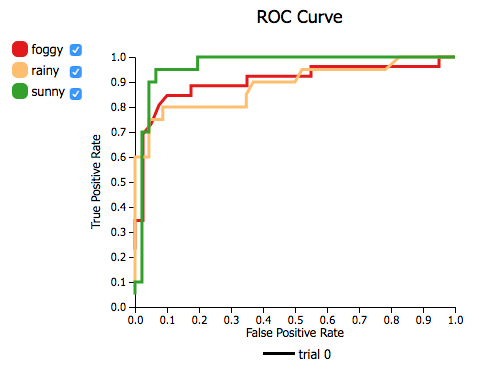 ROC Curve
foggy
rainy
sunny
True Positive Rate
1.0
0.9
0.8
0.7
0.6
0.5
0.4
0.3
0.2
0.1
0.0
0.0 0.1 0.2 0.3 0.4 0.5 0.6 0.7 0.8 0.9 1.0
False Positive Rate
trial 0